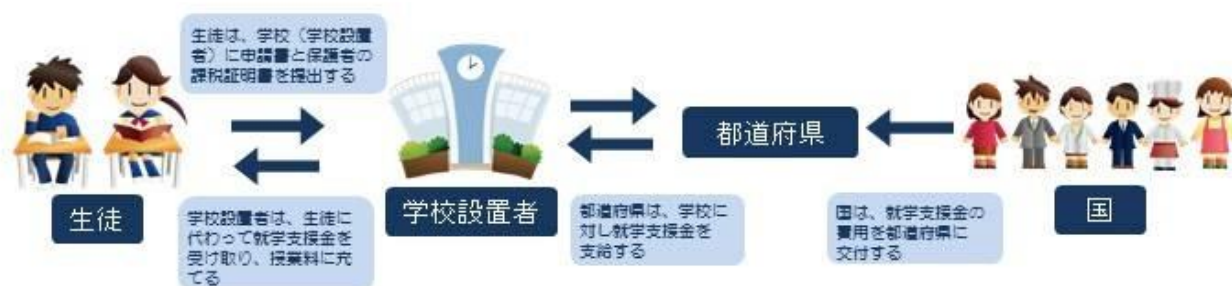 生徒は、学校（学校設置
者）に申請書と保護者の
課税証明書を提出する
生徒
学校設置者は、生徒に
代わって就学支援金を
受け取り、授業料に充
てる
学校設置者
都道府県は、学校に
対し就学支援金を
支給する
都道府県
国は、就学支援金の
費用を都道府県に
交付する
国